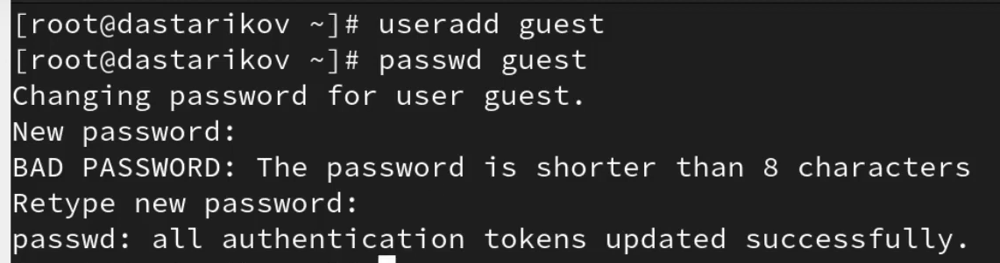 [root@dastarikov ~]# useradd guest
[root@dastarikov ~]# passwd guest
Changing password for user guest.
New password:
BAD PASSWORD: The password is shorter than 8 characters
Retype new password:
passwd: all authentication tokens updated successfully.